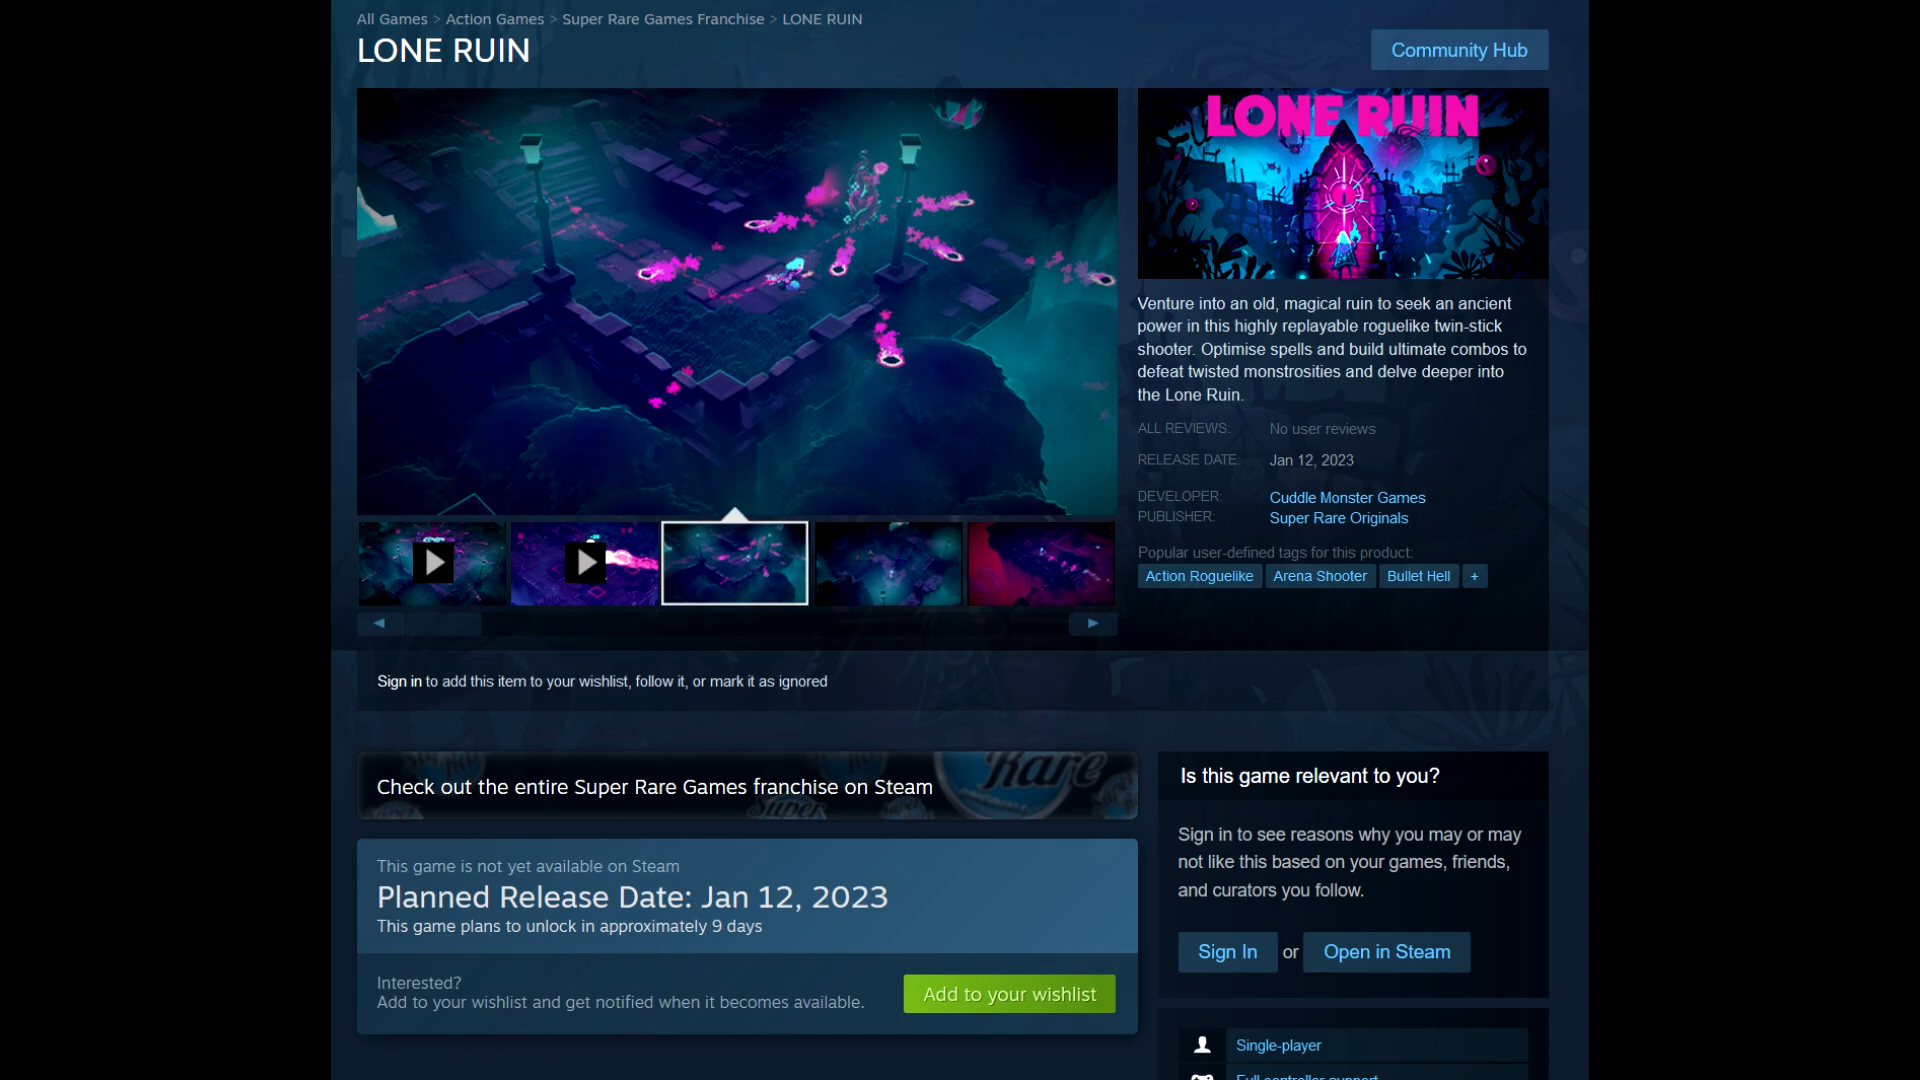 All Games > Action Games > Super Rare Games Franchise > LONE RUIN
LONE RUIN
Community Hub
LONE RUIN
Venture into an old, magical ruin to seek an ancient
power in this highly replayable roguelike twin-stick
shooter. Optimise spells and build ultimate combos to
defeat twisted monstrosities and delve deeper into
the Lone Ruin.
ALL REVIEWS: No user reviews
RELEASE DATE: Jan 12, 2023
DEVELOPER: Cuddle Monster Games
PUBLISHER: Super Rare Originals
Popular user-defined tags for this product:
Action Roguelike Arena Shooter Bullet Hell +
Sign in to add this item to your wishlist, follow it, or mark it as ignored
Check out the entire Super Rare Games franchise on Steam
Rare
Super
This game is not yet available on Steam
Planned Release Date: Jan 12, 2023
This game plans to unlock in approximately 9 days
Interested?
Add to your wishlist and get notified when it becomes available.
Add to your wishlist
Is this game relevant to you?
Sign in to see reasons why you may or may
not like this based on your games, friends,
and curators you follow.
Sign In or Open in Steam
Single-player
Full controller support